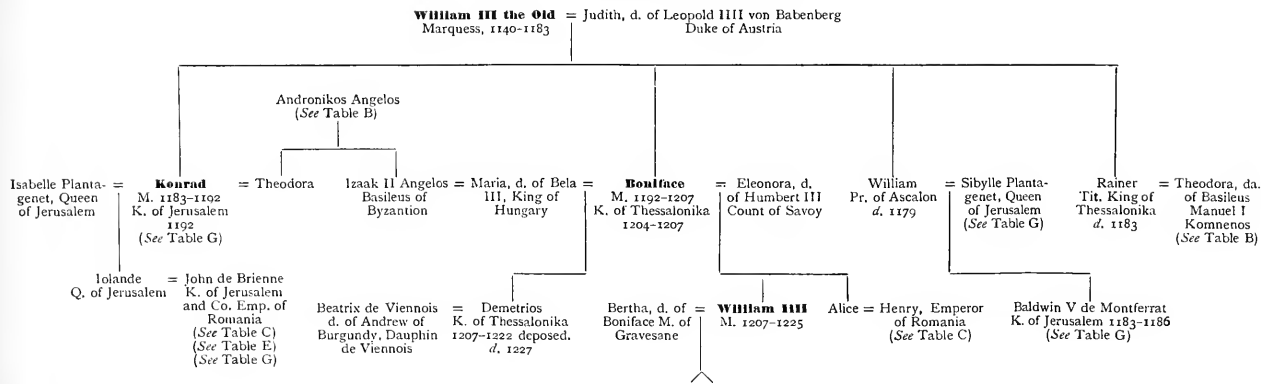 William III the Old = Judith, d. of Leopold IIII von Babenberg
Marquess, 1140-1183
Duke of Austria
Andronikos Angelos
(See Table B)
Isabelle Planta-
genet, Queen
of Jerusalem
=
Konrad
M. 1183-1192
K. of Jerusalem
1192
(See Table G)
= Theodora
Izaak II Angelos
Basileus of
Byzantion
= Maria, d. of Bela
III, King of
Hungary
=
Boniface
M. 1192-1207
K. of Thessalonika
1204-1207
= Eleonora, d.
of Humbert III
Count of Savoy
William
Pr. of Ascalon
d. 1179
= Sibylle Planta-
genet, Queen
of Jerusalem
(See Table G)
Rainer
Tit. King of
Thessalonika
d. 1183
= Theodora, da.
of Basileus
Manuel I
Komnenos
(See Table B)
Iolande
Q. of Jerusalem
= John de Brienne
K. of Jerusalem
and Co. Emp. of
Romania
(See Table C)
(See Table E)
(See Table G)
Beatrix de Viennois
d. of Andrew of
Burgundy, Dauphin
de Viennois
= Demetrios
K. of Thessalonika
1207-1222 deposed.
d. 1227
Bertha, d. of
Boniface M. of
Gravesane
= William IIII
M. 1207-1225
Alice = Henry, Emperor
of Romania
(See Table C)
Baldwin V de Montferrat
K. of Jerusalem 1183-1186
(See Table G)